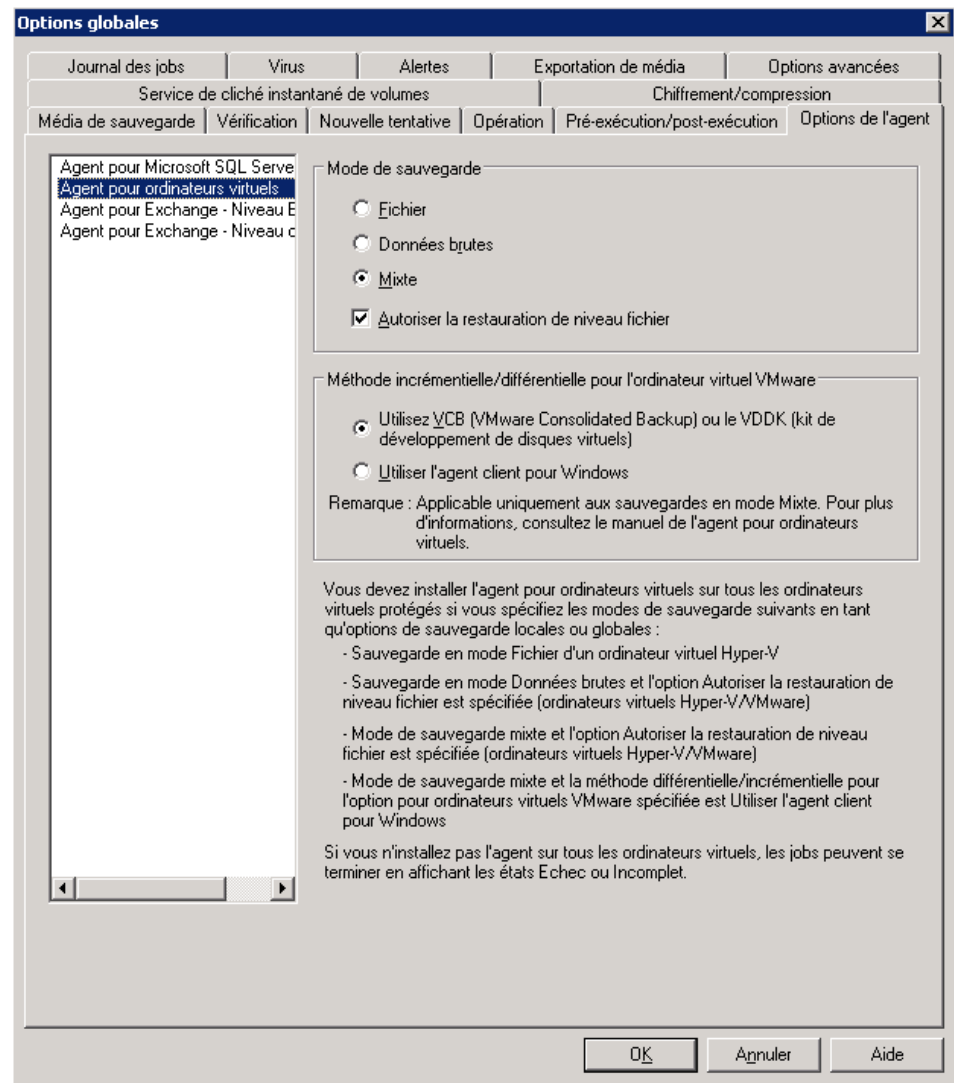 Options globales
Journal des jobs
Virus
Alertes
Exportation de média
Options avancées
Service de cliché instantané de volumes
Chiffrement/compression
Média de sauvegarde
Vérification
Nouvelle tentative
Opération
Pré-exécution/post-exécution
Options de l'agent
Agent pour Microsoft SQL Serve
Agent pour ordinateurs virtuels
Agent pour Exchange - Niveau E
Agent pour Exchange - Niveau c
Mode de sauvegarde
Fichier
Données brutes
Mixte
Autoriser la restauration de niveau fichier
Méthode incrémentielle/différentielle pour l'ordinateur virtuel VMware
Utilisez VCB (VMware Consolidated Backup) ou le VDDK (kit de
développement de disques virtuels)
Utiliser l'agent client pour Windows
Remarque : Applicable uniquement aux sauvegardes en mode Mixte. Pour plus
d'informations, consultez le manuel de l'agent pour ordinateurs
virtuels.
Vous devez installer l'agent pour ordinateurs virtuels sur tous les ordinateurs
virtuels protégés si vous spécifiez les modes de sauvegarde suivants en tant
qu'options de sauvegarde locales ou globales :
- Sauvegarde en mode Fichier d'un ordinateur virtuel Hyper-V
- Sauvegarde en mode Données brutes et l'option Autoriser la restauration de
niveau fichier est spécifiée (ordinateurs virtuels Hyper-V/VMware)
- Mode de sauvegarde mixte et l'option Autoriser la restauration de niveau
fichier est spécifiée (ordinateurs virtuels Hyper-V/VMware)
- Mode de sauvegarde mixte et la méthode différentielle/incrémentielle pour
l'option pour ordinateurs virtuels VMware spécifiée est Utiliser l'agent client
pour Windows
Si vous n'installez pas l'agent sur tous les ordinateurs virtuels, les jobs peuvent se
terminer en affichant les états Echec ou Incomplet.
OK
Annuler
Aide